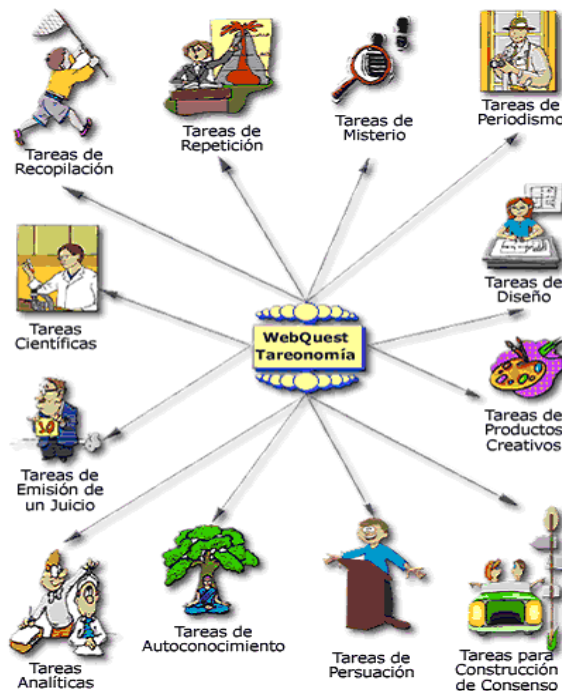 Tareas de
Recopilación
Tareas de
Repetición
Tareas de
Misterio
Tareas de
Periodismo
Tareas
Científicas
WebQuest
Tareonomía
Tareas de
Diseño
Tareas de
Productos
Creativos
10
Tareas de
Emisión de
un Juicio
Tareas
Analíticas
Tareas de
Autoconocimiento
Tareas de
Persuación
Tareas para
Construcción
de Consenso